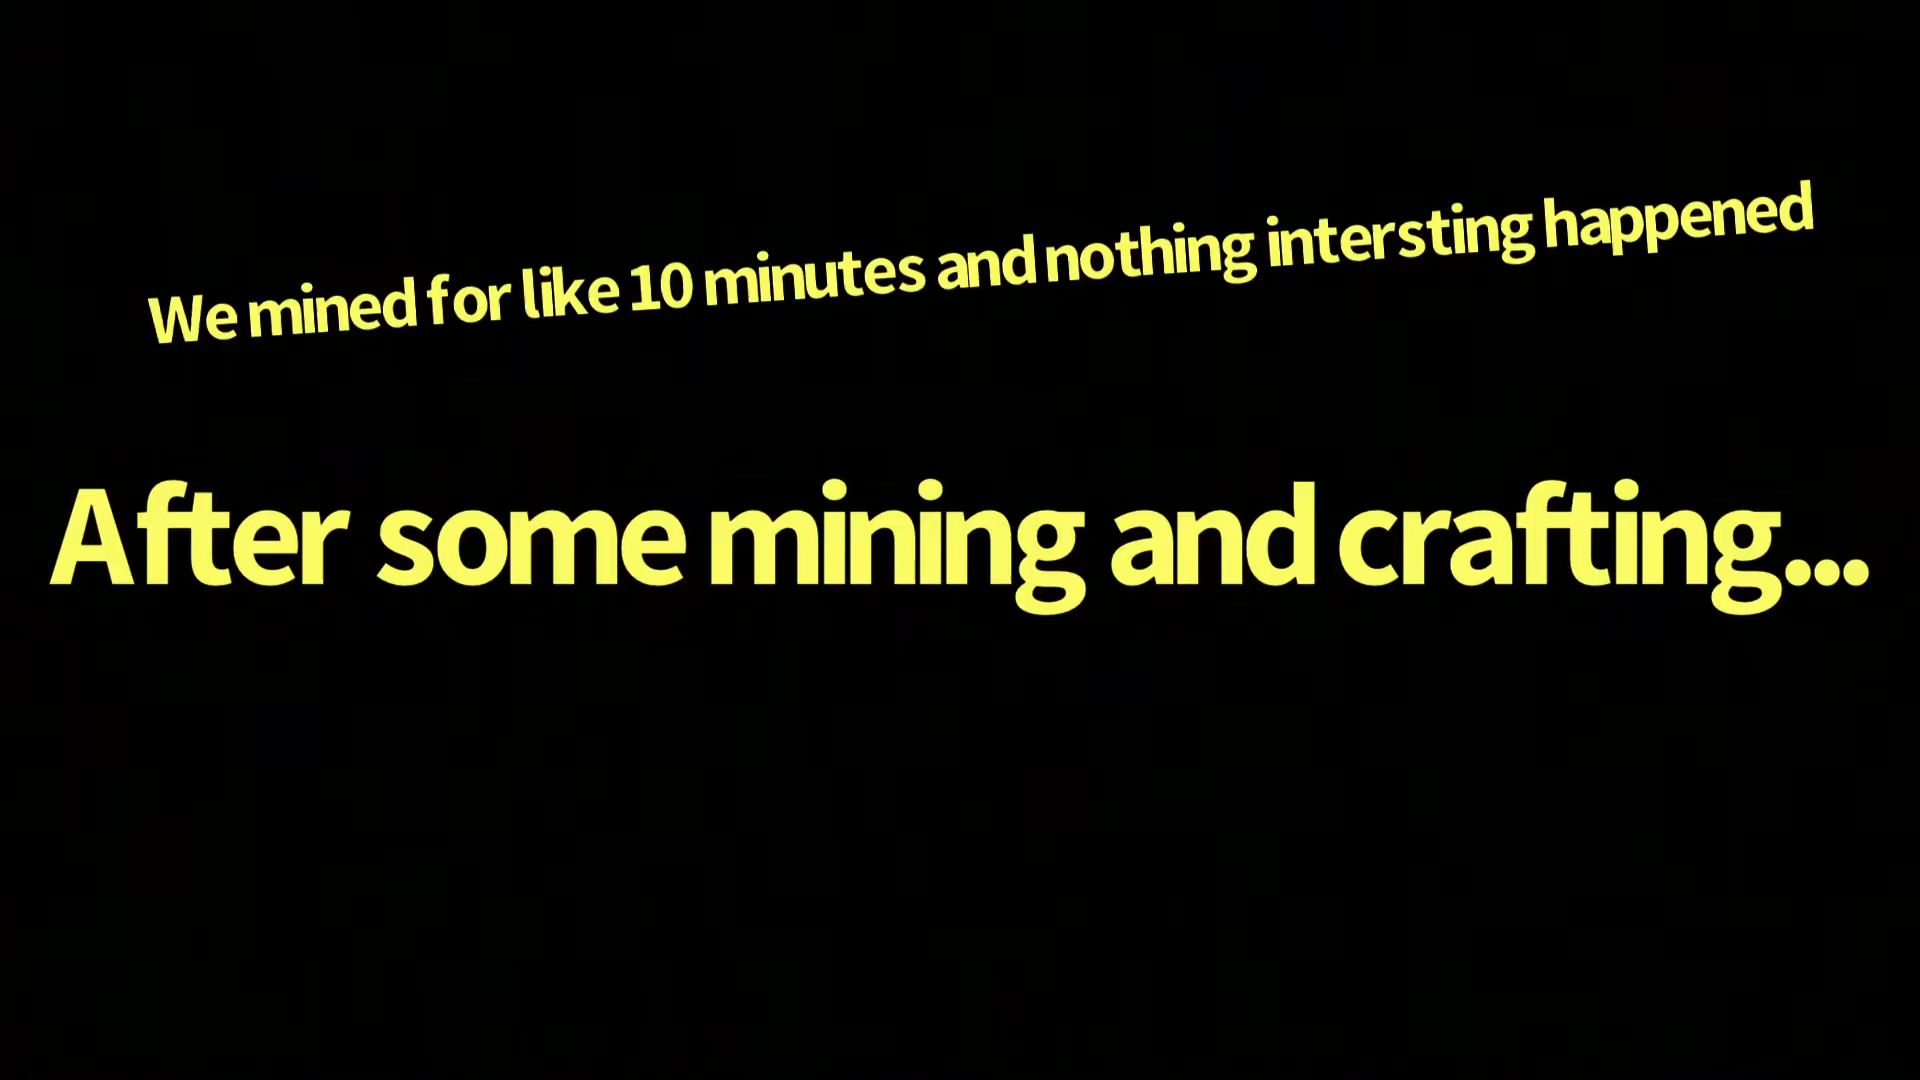 We mined for like 10 minutes and nothing intersting happened
After some mining and crafting...